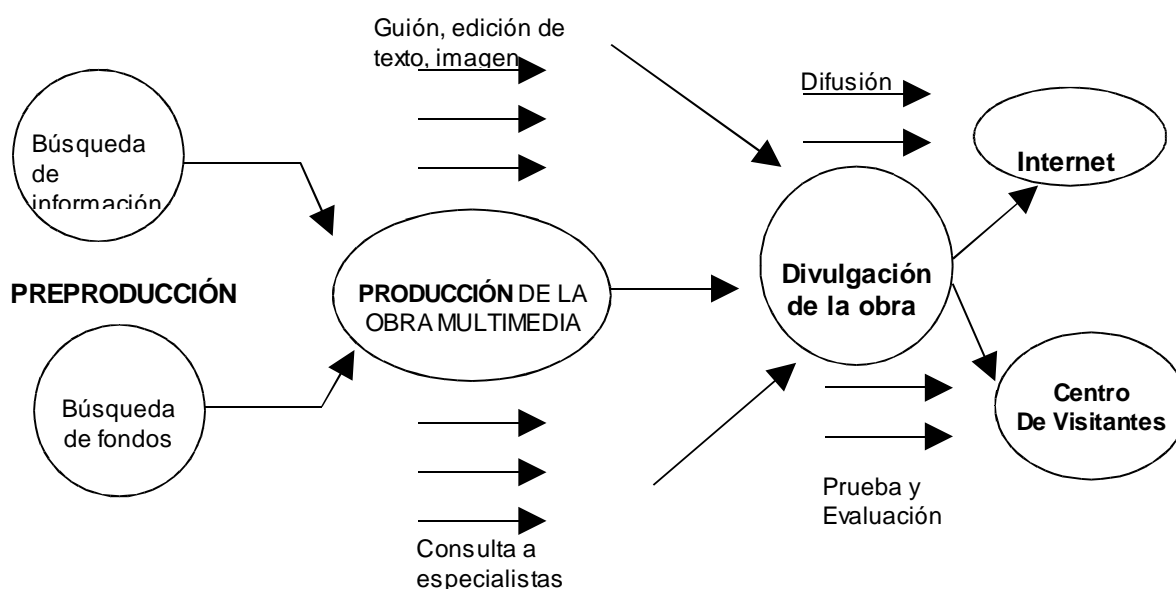 Guión, edición de
texto, imagen
Difusión
Búsqueda
de
información
Internet
PREPRODUCCIÓN
PRODUCCIÓN DE LA
OBRA MULTIMEDIA
Divulgación
de la obra
Búsqueda
de fondos
Centro
De Visitantes
Prueba y
Evaluación
Consulta a
especialistas